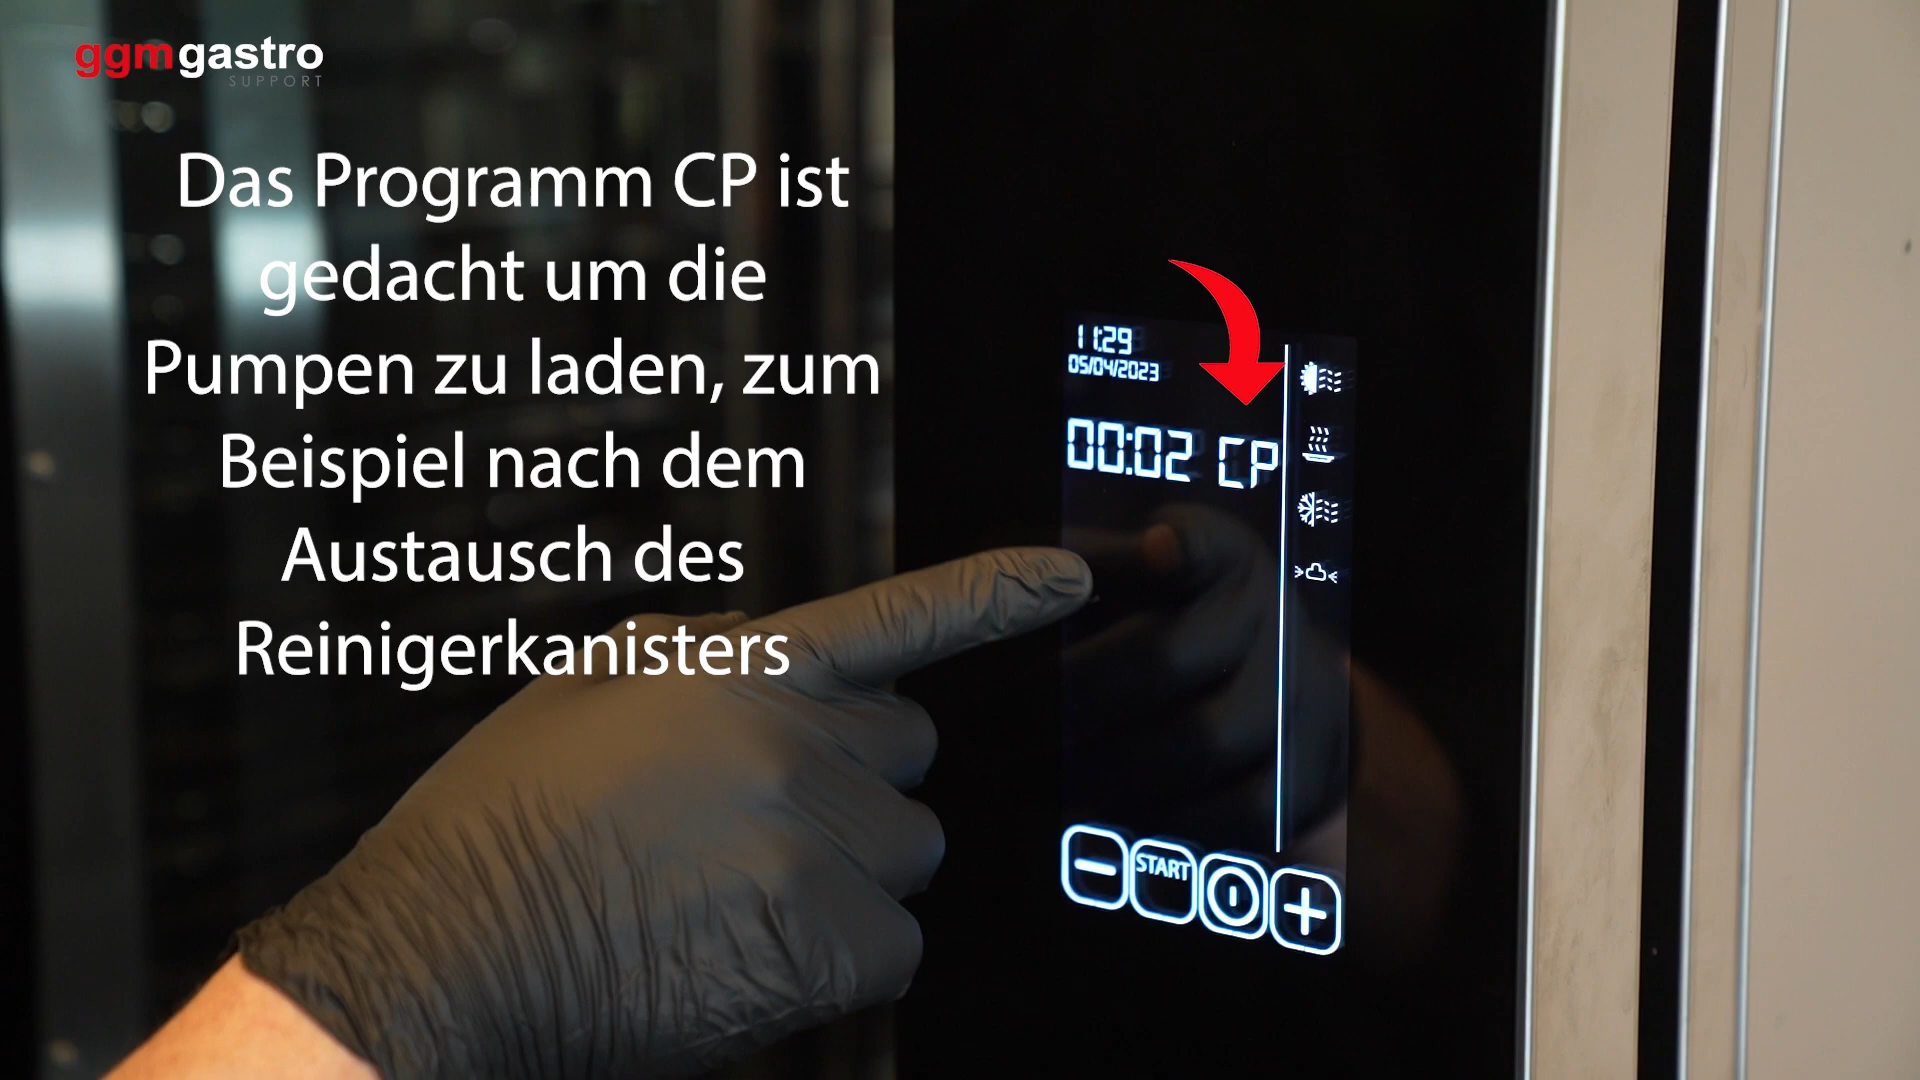 ggmgastro
SUPPORT
Das Programm CP ist
gedacht um die
Pumpen zu laden, zum
Beispiel nach dem
Austausch des
Reinigerkanisters
11:29
05/04/2023
00:02 CP
START